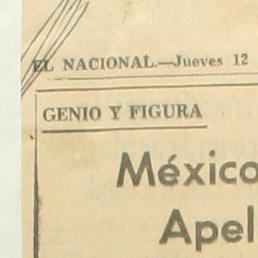 EL NACIONAL.—Jueves 12
GENIO Y FIGURA
México
Apel